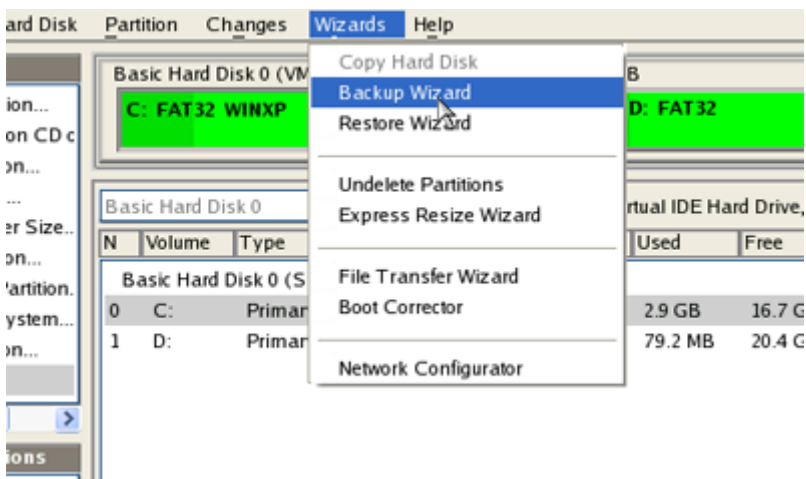 ard Disk Partition Changes Wizards Help
Basic Hard Disk 0 (VM
Copy Hard Disk
B
ion...
C: FAT32 WINXP
Backup Wizard
D: FAT32
on CD c
Restore Wizard
on...
...
Undelete Partitions
er Size..
Basic Hard Disk 0
Express Resize Wizard
rtual IDE Hard Drive,
on...
N Volume Type
Used Free
Partition.
Basic Hard Disk 0 (S
File Transfer Wizard
ystem...
0 C: Primar
Boot Corrector
2.9 GB 16.7 G
on...
1 D: Primar
79.2 MB 20.4 G
Network Configurator
ions